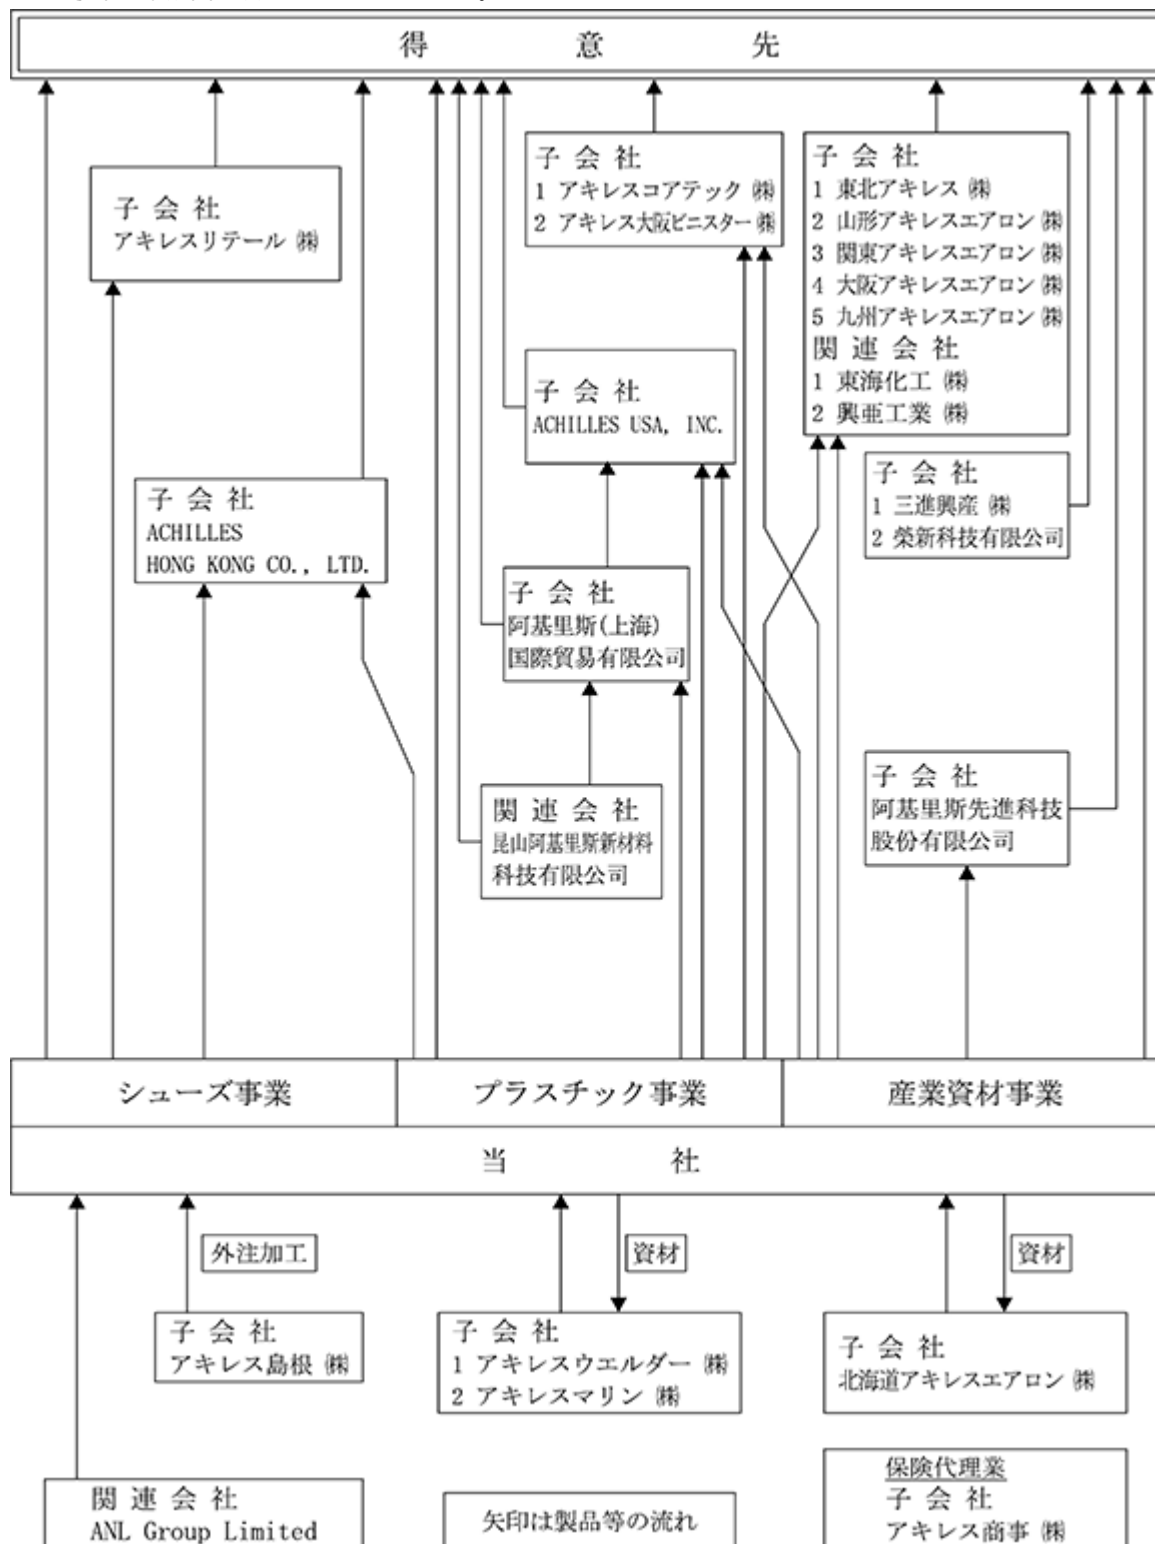 得意先
子会社
アキレスリテール ㈱
子会社
ACHILLES
HONG KONG CO., LTD.
子会社
1 アキレスコアテック ㈱
2 アキレス大阪ビニスター ㈱
子会社
ACHILLES USA, INC.
子会社
阿基里斯(上海)
国際貿易有限公司
関連会社
昆山阿基里斯新材料
科技有限公司
子会社
1 東北アキレス ㈱
2 山形アキレスエアロン ㈱
3 関東アキレスエアロン ㈱
4 大阪アキレスエアロン ㈱
5 九州アキレスエアロン ㈱
関連会社
1 東海化工 ㈱
2 興亜工業 ㈱
子会社
1 三進興産 ㈱
2 榮新科技有限公司
子会社
阿基里斯先進科技
股份有限公司
シューズ事業
プラスチック事業
産業資材事業
当社
外注加工
資材
資材
子会社
アキレス島根 ㈱
子会社
1 アキレスウエルダー ㈱
2 アキレスマリン ㈱
子会社
北海道アキレスエアロン ㈱
関連会社
ANL Group Limited
矢印は製品等の流れ
保険代理業
子会社
アキレス商事 ㈱